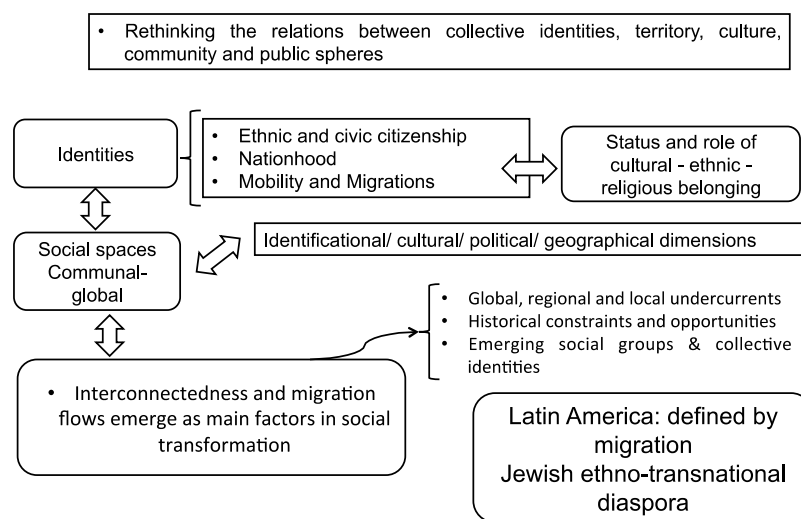 • Rethinking the relations between collective identities, territory, culture,
community and public spheres
Identities
• Ethnic and civic citizenship
• Nationhood
• Mobility and Migrations
Status and role of
cultural - ethnic -
religious belonging
Social spaces
Communal-
global
Identificational/ cultural/ political/ geographical dimensions
• Global, regional and local undercurrents
• Historical constraints and opportunities
• Emerging social groups & collective
identities
• Interconnectedness and migration
flows emerge as main factors in social
transformation
Latin America: defined by
migration
Jewish ethno-transnational
diaspora